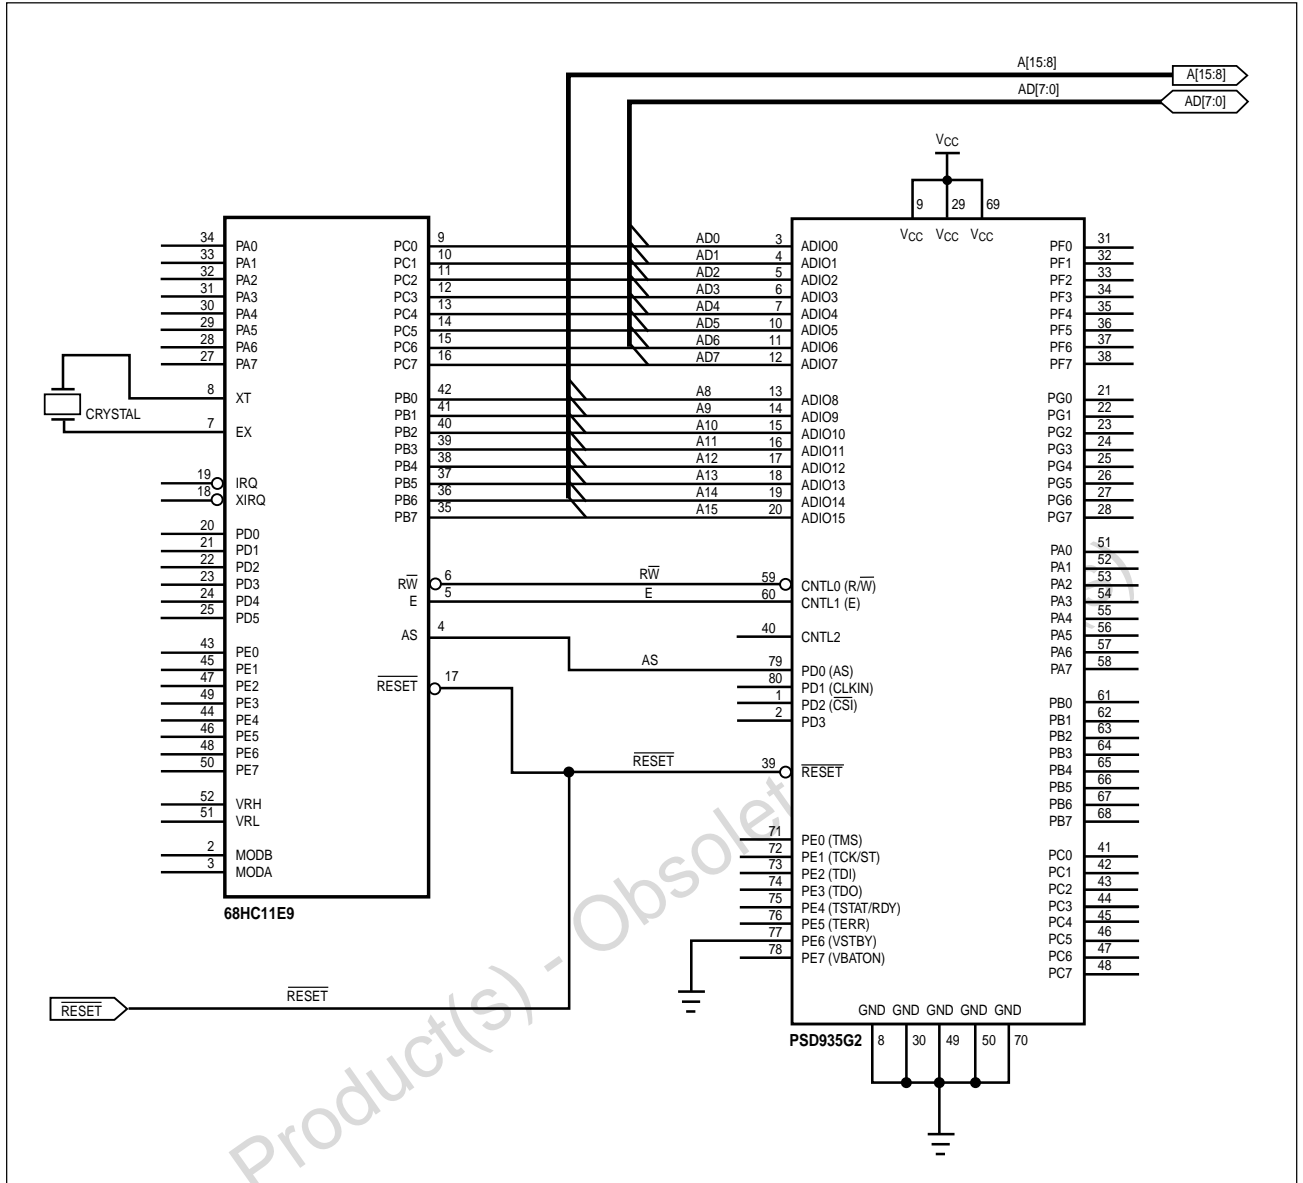 A[15:8]
A[15:8]
AD[7:0]
AD[7:0]
VCC
9 29 69
VCC VCC VCC
34 PA0
33 PA1
32 PA2
31 PA3
30 PA4
29 PA5
28 PA6
27 PA7
8 XT
CRYSTAL
7 EX
19 IRQ
18 XIRQ
20 PD0
21 PD1
22 PD2
23 PD3
24 PD4
25 PD5
43 PE0
45 PE1
47 PE2
49 PE3
44 PE4
46 PE5
48 PE6
50 PE7
52 VRH
51 VRL
2 MODB
3 MODA
PC0 9
PC1 10
PC2 11
PC3 12
PC4 13
PC5 14
PC6 15
PC7 16
PB0 42
PB1 41
PB2 40
PB3 39
PB4 38
PB5 37
PB6 36
PB7 35
RW 6
E 5
AS 4
RESET 17
68HC11E9
AD0 3 ADIO0
AD1 4 ADIO1
AD2 5 ADIO2
AD3 6 ADIO3
AD4 7 ADIO4
AD5 10 ADIO5
AD6 11 ADIO6
AD7 12 ADIO7
A8 13 ADIO8
A9 14 ADIO9
A10 15 ADIO10
A11 16 ADIO11
A12 17 ADIO12
A13 18 ADIO13
A14 19 ADIO14
A15 20 ADIO15
RW 59 CNTL0 (R/W)
E 60 CNTL1 (E)
40 CNTL2
AS 79 PD0 (AS)
80 PD1 (CLKIN)
1 PD2 (CSI)
2 PD3
RESET 39 RESET
71 PE0 (TMS)
72 PE1 (TCK/ST)
73 PE2 (TDI)
74 PE3 (TDO)
75 PE4 (TSTAT/RDY)
76 PE5 (TERR)
77 PE6 (VSTBY)
78 PE7 (VBATON)
PF0 31
PF1 32
PF2 33
PF3 34
PF4 35
PF5 36
PF6 37
PF7 38
PG0 21
PG1 22
PG2 23
PG3 24
PG4 25
PG5 26
PG6 27
PG7 28
PA0 51
PA1 52
PA2 53
PA3 54
PA4 55
PA5 56
PA6 57
PA7 58
PB0 61
PB1 62
PB2 63
PB3 64
PB4 65
PB5 66
PB6 67
PB7 68
PC0 41
PC1 42
PC2 43
PC3 44
PC4 45
PC5 46
PC6 47
PC7 48
GND GND GND GND GND
PSD935G2 8 30 49 50 70
RESET RESET
Product(s) - Obsolet